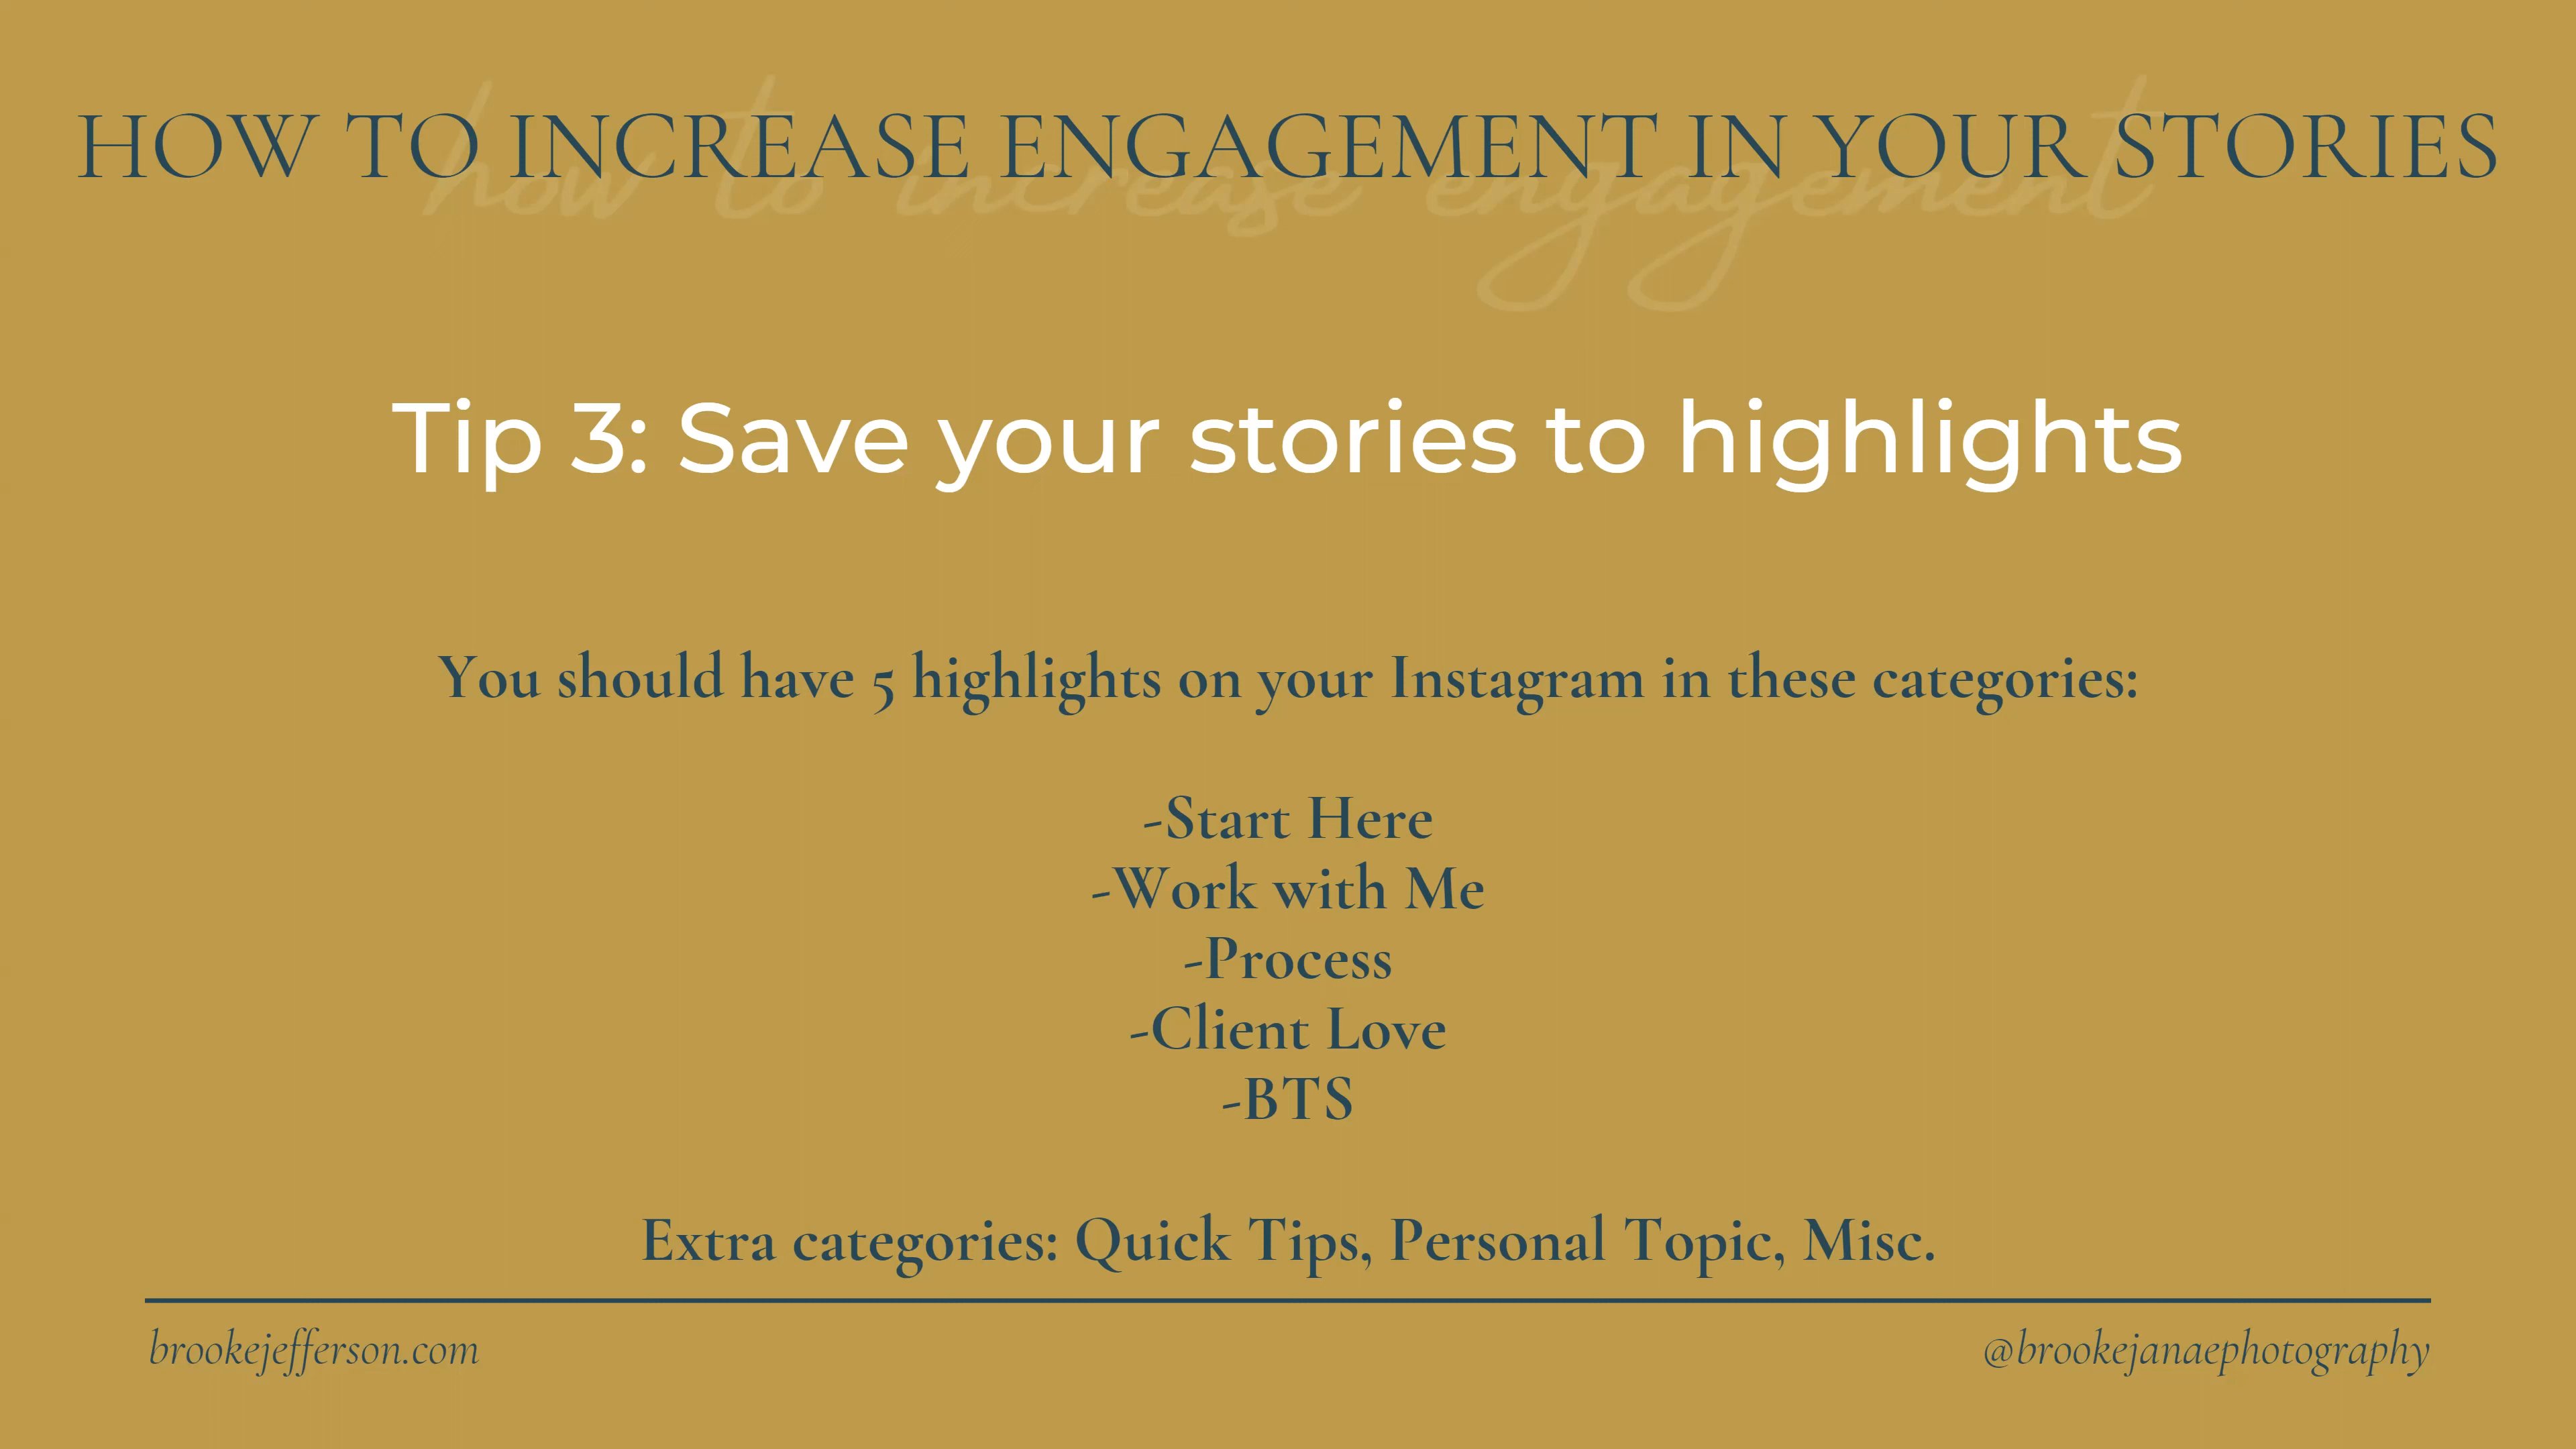 HOW TO INCREASE ENGAGEMENT IN YOUR STORIES
how to increase engagement
Tip 3: Save your stories to highlights
You should have 5 highlights on your Instagram in these categories:
-Start Here
-Work with Me
-Process
-Client Love
-BTS
Extra categories: Quick Tips, Personal Topic, Misc.
brookejefferson.com
@brookejanaephotography